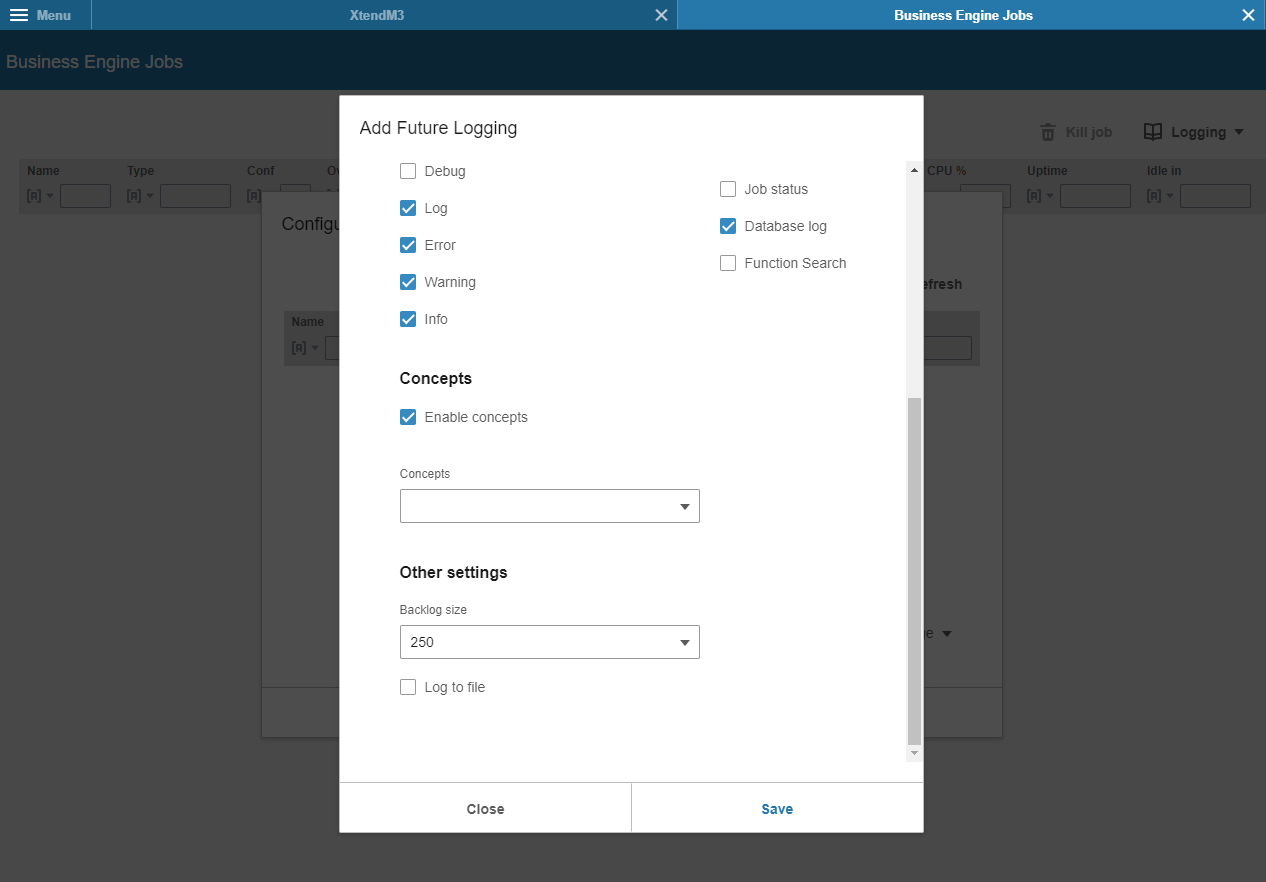 Menu
XtendM3
Business Engine Jobs
Business Engine Jobs
Add Future Logging
Kill job
Logging
Name
Type
Conf
CPU %
Uptime
Idle in
Debug
Log
Error
Warning
Info
Job status
Database log
Function Search
Configu
efresh
Name
Concepts
Enable concepts
Concepts
Other settings
Backlog size
250
Log to file
Close
Save